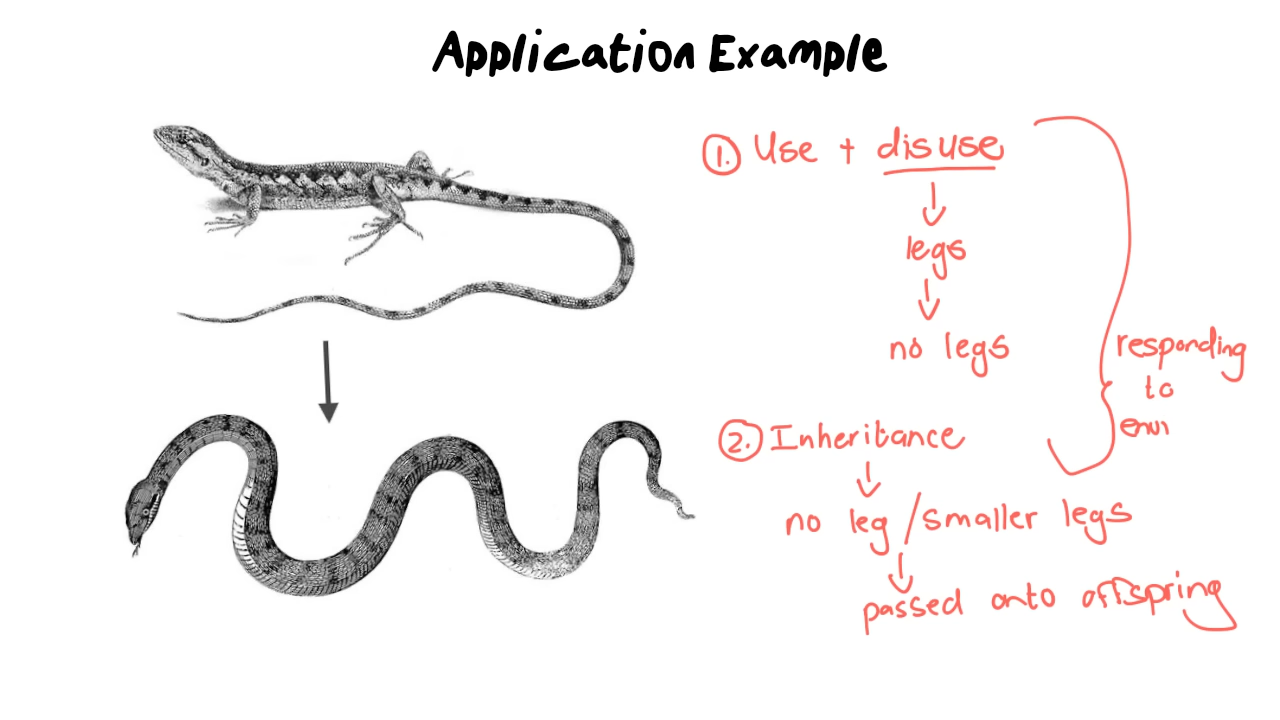 Application Example
1. Use + disuse
legs
no legs
responding
to
envi
2. Inheritance
no leg / smaller legs
passed onto offspring